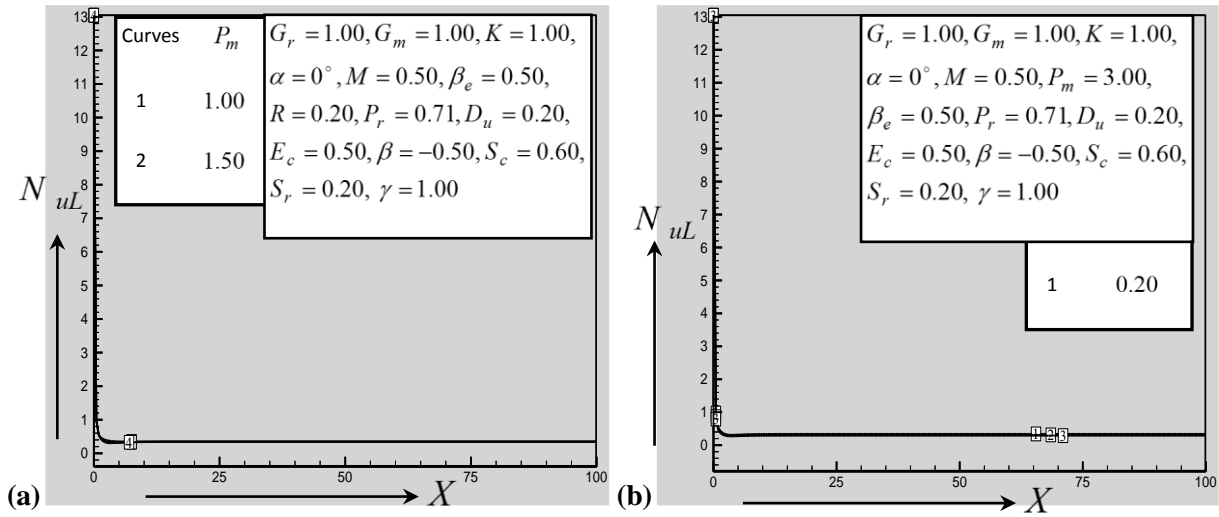 Curves P_m
1 1.00
2 1.50
G_r = 1.00, G_m = 1.00, K = 1.00,
α = 0°, M = 0.50, β_e = 0.50,
R = 0.20, P_r = 0.71, D_u = 0.20,
E_c = 0.50, β = −0.50, S_c = 0.60,
S_r = 0.20, γ = 1.00
13
12
11
10
9
8
7
6
5
4
3
2
1
0
N_uL
4
0 25 50 75 100
(a)
X
G_r = 1.00, G_m = 1.00, K = 1.00,
α = 0°, M = 0.50, P_m = 3.00,
β_e = 0.50, P_r = 0.71, D_u = 0.20,
E_c = 0.50, β = −0.50, S_c = 0.60,
S_r = 0.20, γ = 1.00
1 0.20
13
12
11
10
9
8
7
6
5
4
3
2
1
0
N_uL
1 2 3
0 25 50 75 100
(b)
X